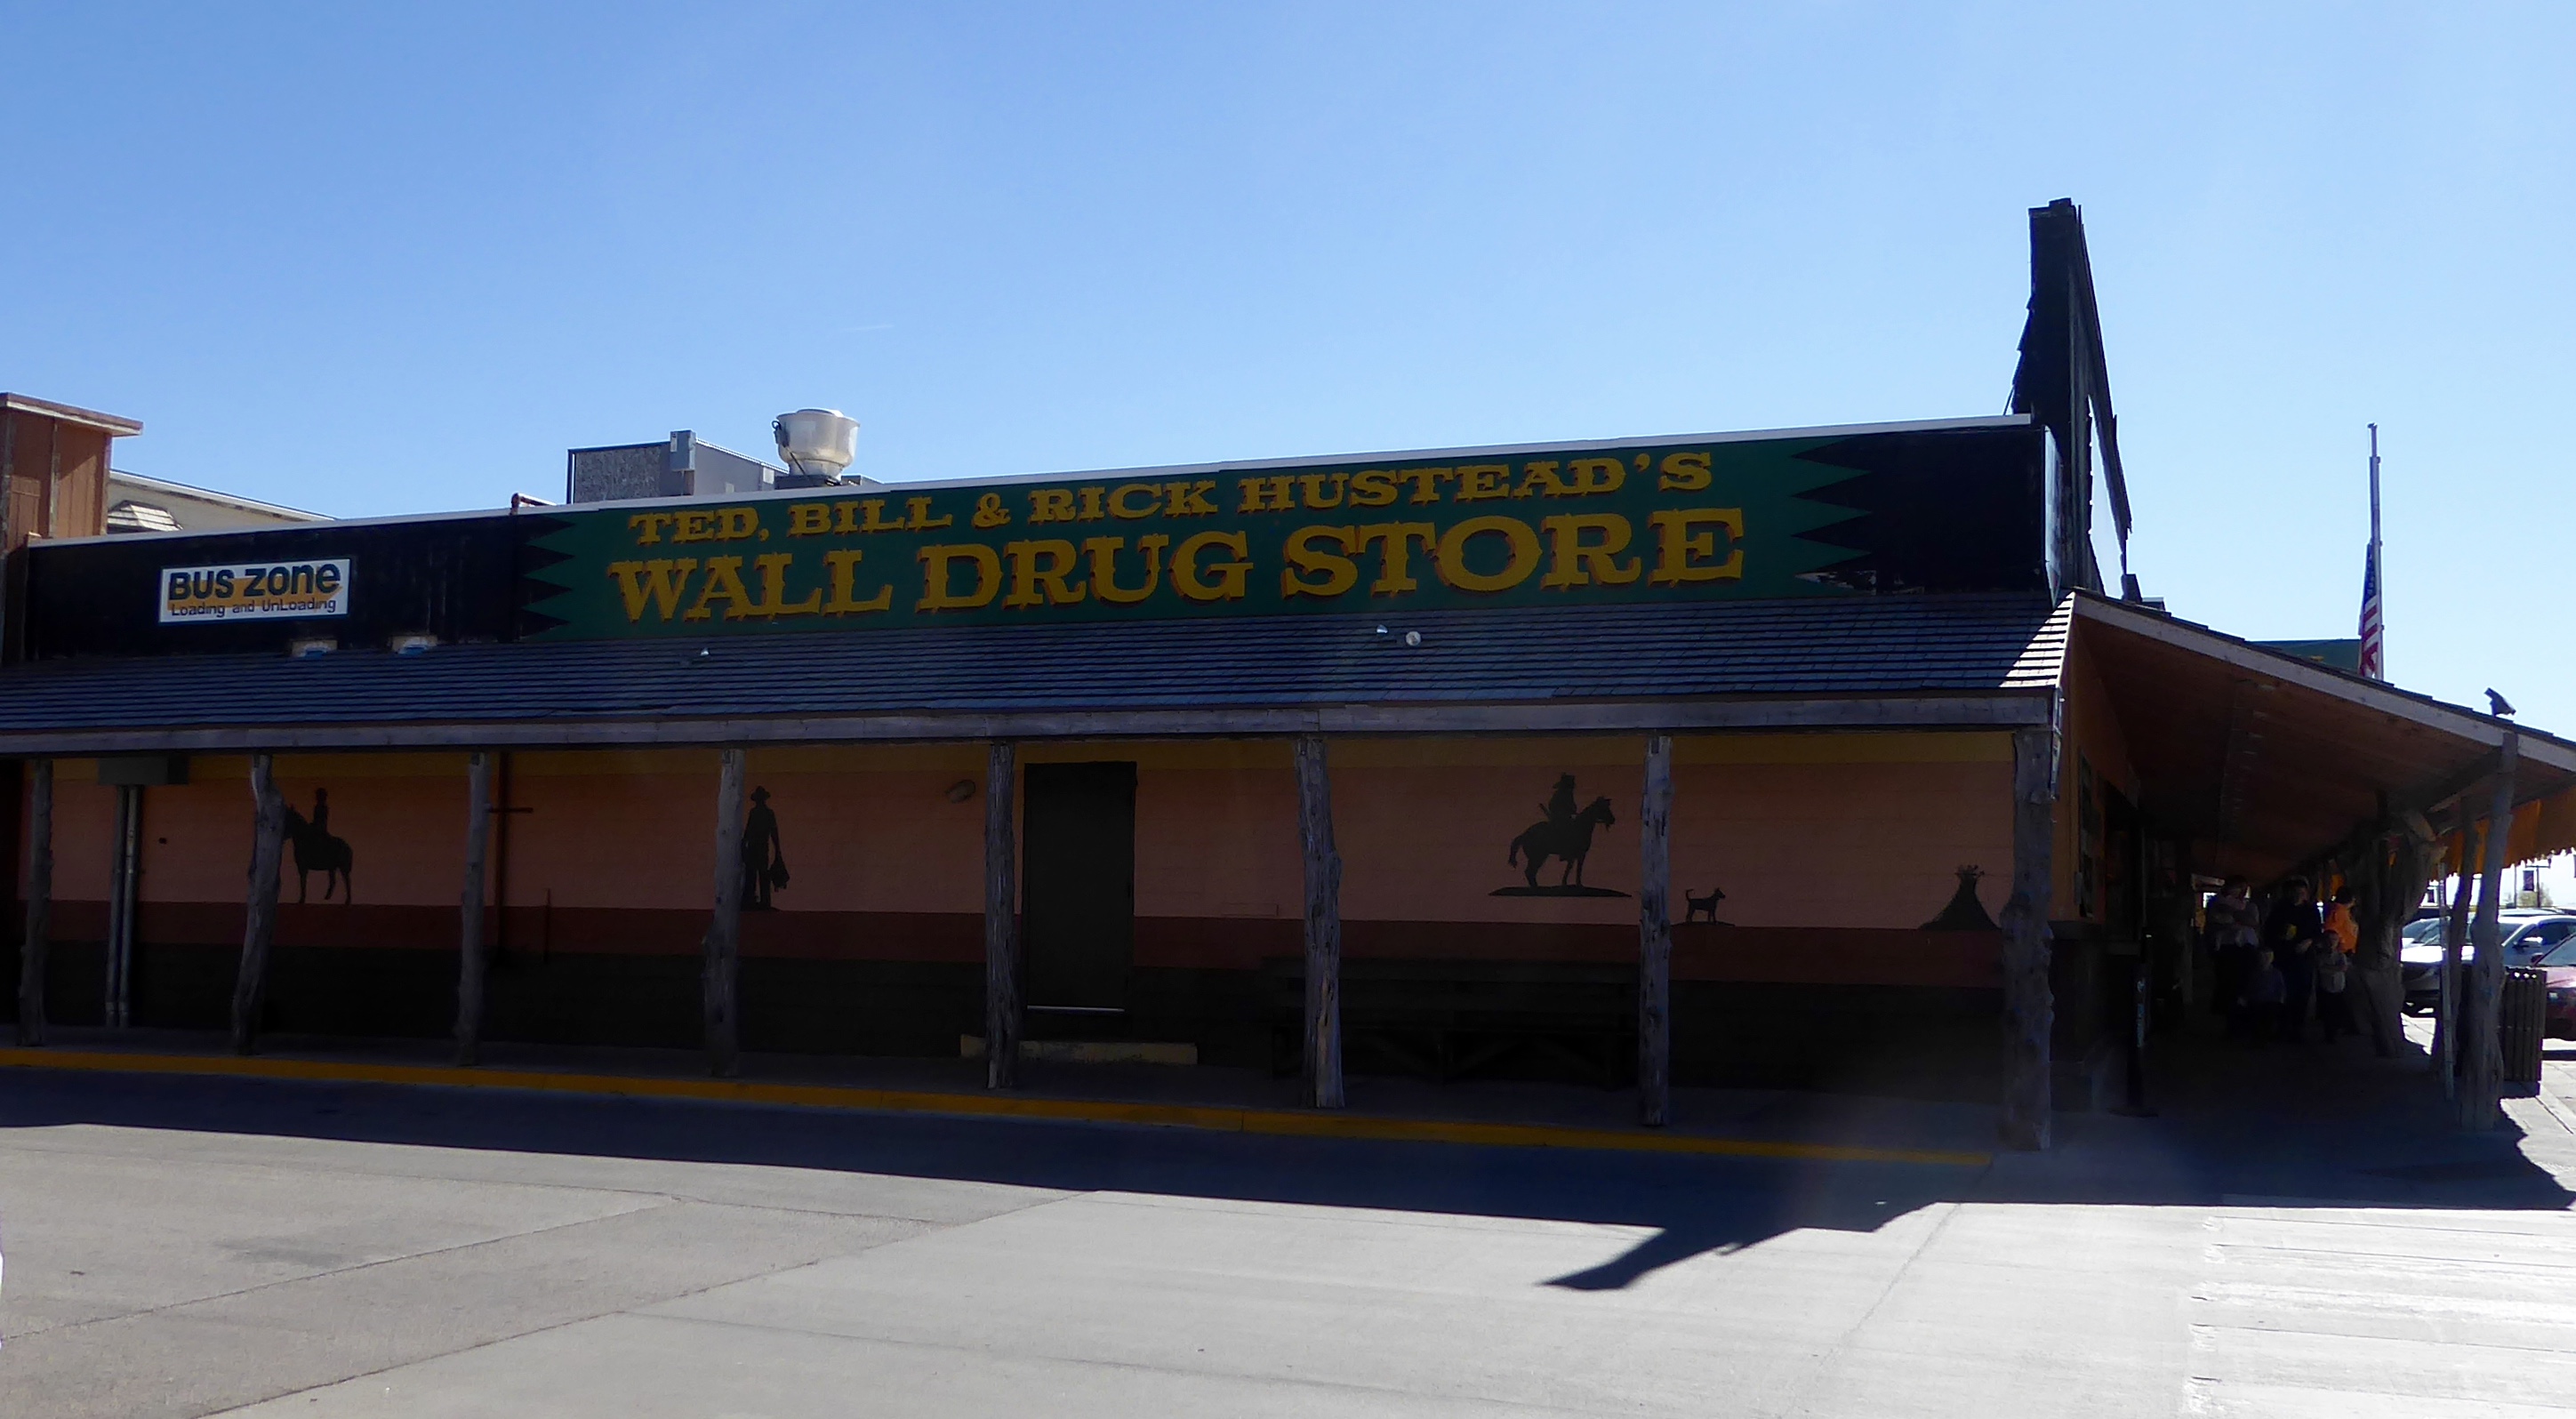 BUS ZONE
Loading and UnLoading
TED, BILL & RICK HUSTEAD'S
WALL DRUG STORE